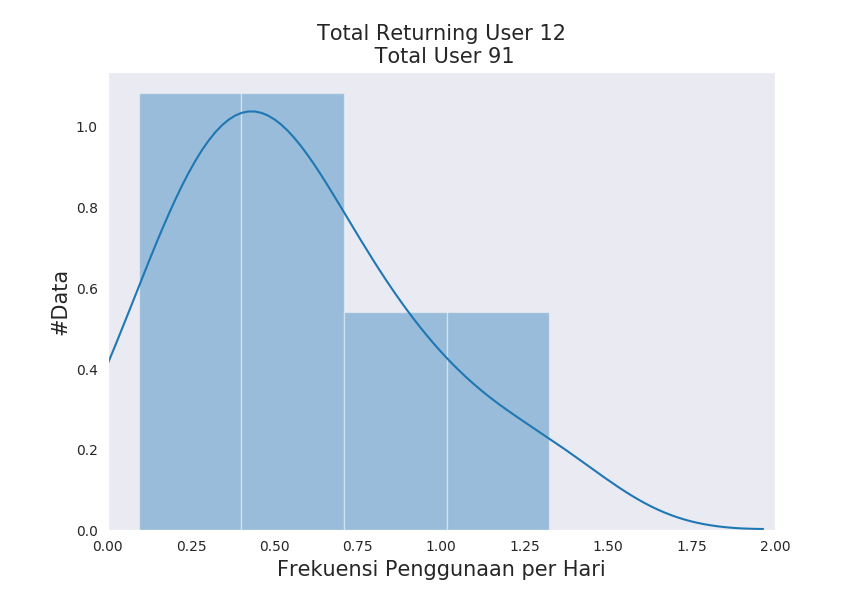 Total Returning User 12
Total User 91
#Data
1.0
0.8
0.6
0.4
0.2
0.0
0.00 0.25 0.50 0.75 1.00 1.25 1.50 1.75 2.00
Frekuensi Penggunaan per Hari